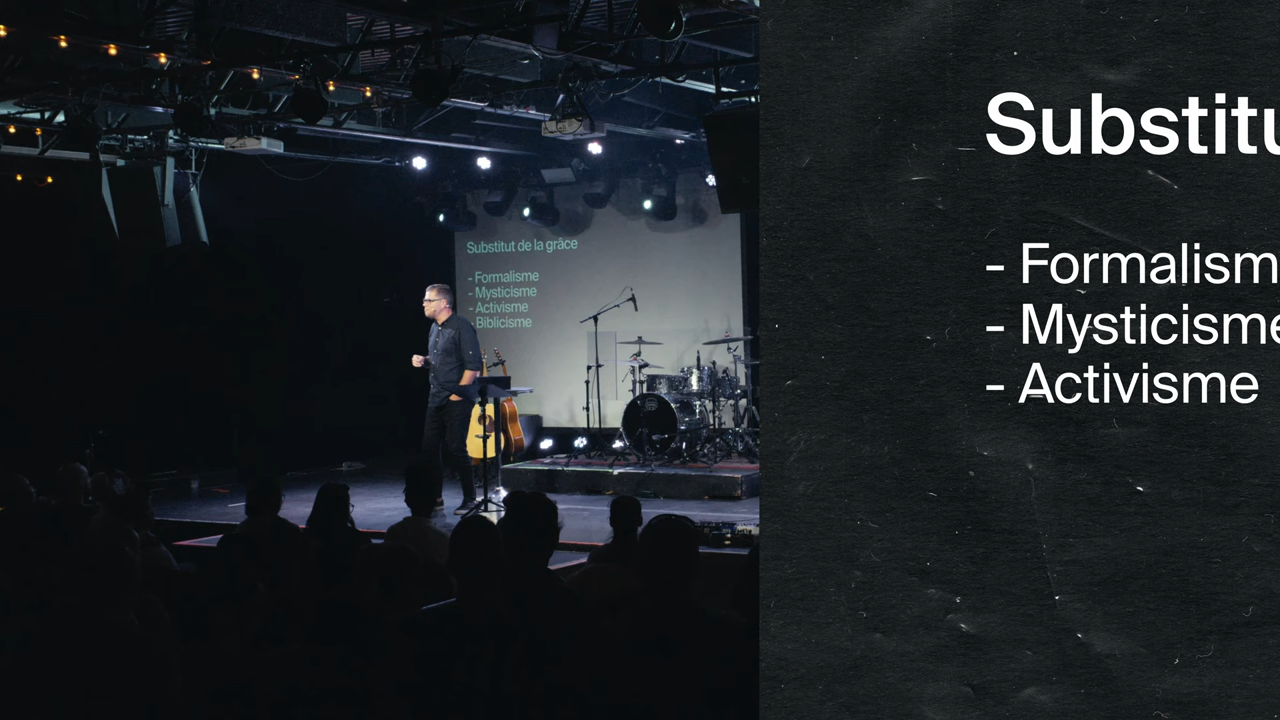 Substitut de la grâce
- Formalisme
- Mysticisme
- Activisme
- Biblicisme
Substitu
- Formalism
- Mysticisme
- Activisme